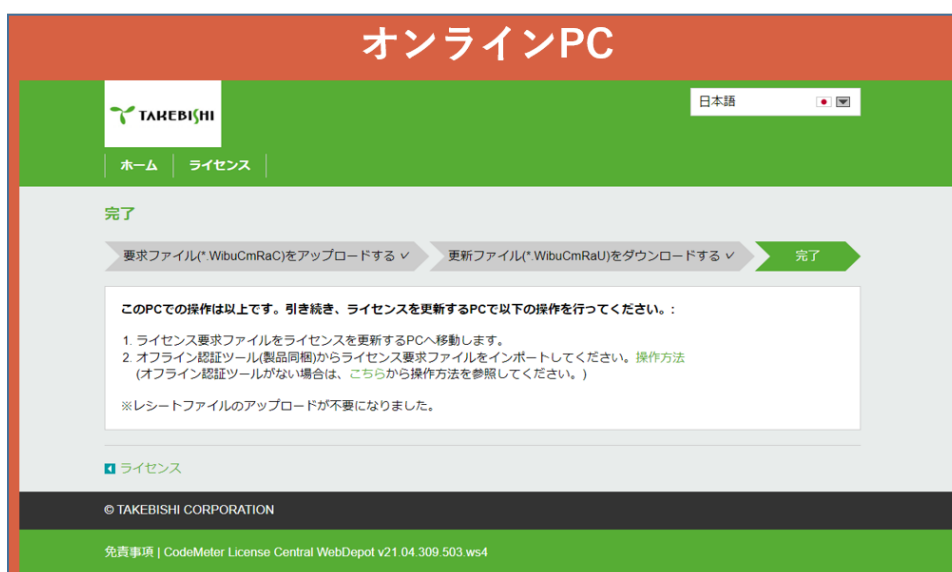 オンラインPC
TAKEBISHI
日本語
ホーム ライセンス
完了
要求ファイル(*.WibuCmRaC)をアップロードする ✓ 更新ファイル(*.WibuCmRaU)をダウンロードする ✓ 完了
このPCでの操作は以上です。引き続き、ライセンスを更新するPCで以下の操作を行ってください。:
1. ライセンス要求ファイルをライセンスを更新するPCへ移動します。
2. オフライン認証ツール(製品同梱)からライセンス要求ファイルをインポートしてください。操作方法
(オフライン認証ツールがない場合は、こちらから操作方法を参照してください。)
※レシートファイルのアップロードが不要になりました。
ライセンス
© TAKEBISHI CORPORATION
免責事項 | CodeMeter License Central WebDepot v21.04.309.503.ws4